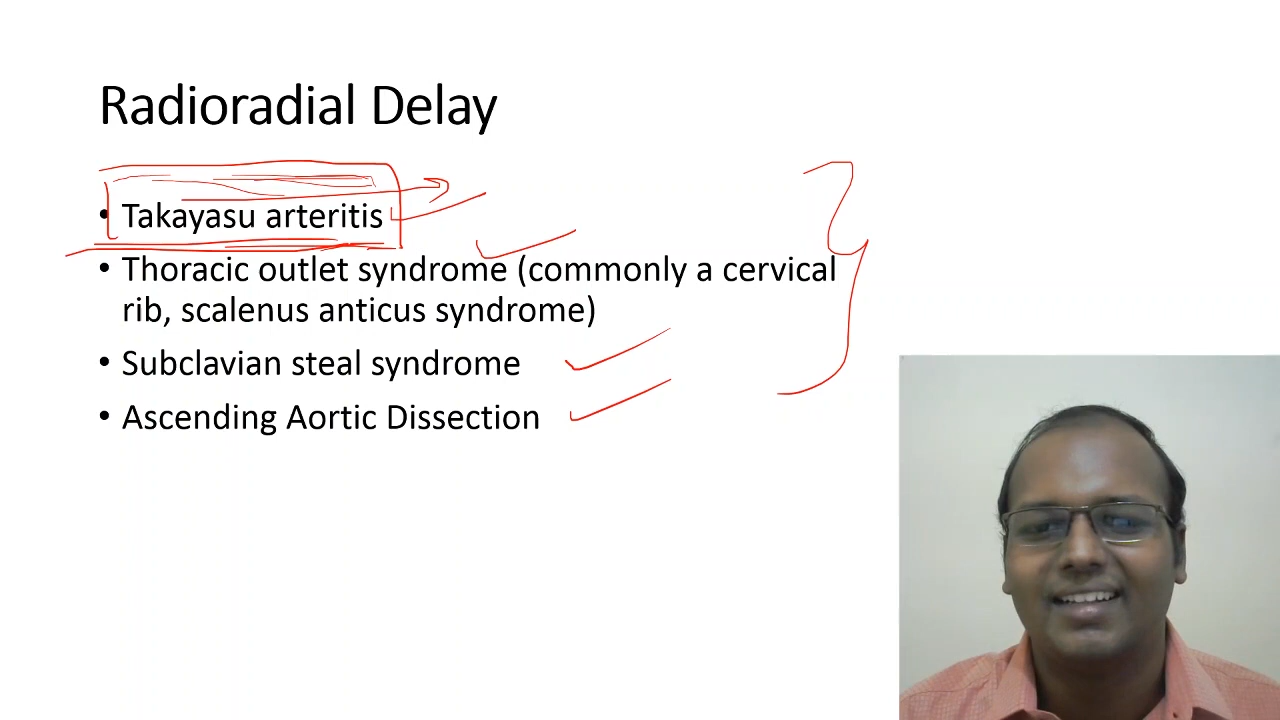 Radioradial Delay
• Takayasu arteritis
• Thoracic outlet syndrome (commonly a cervical
rib, scalenus anticus syndrome)
• Subclavian steal syndrome
• Ascending Aortic Dissection